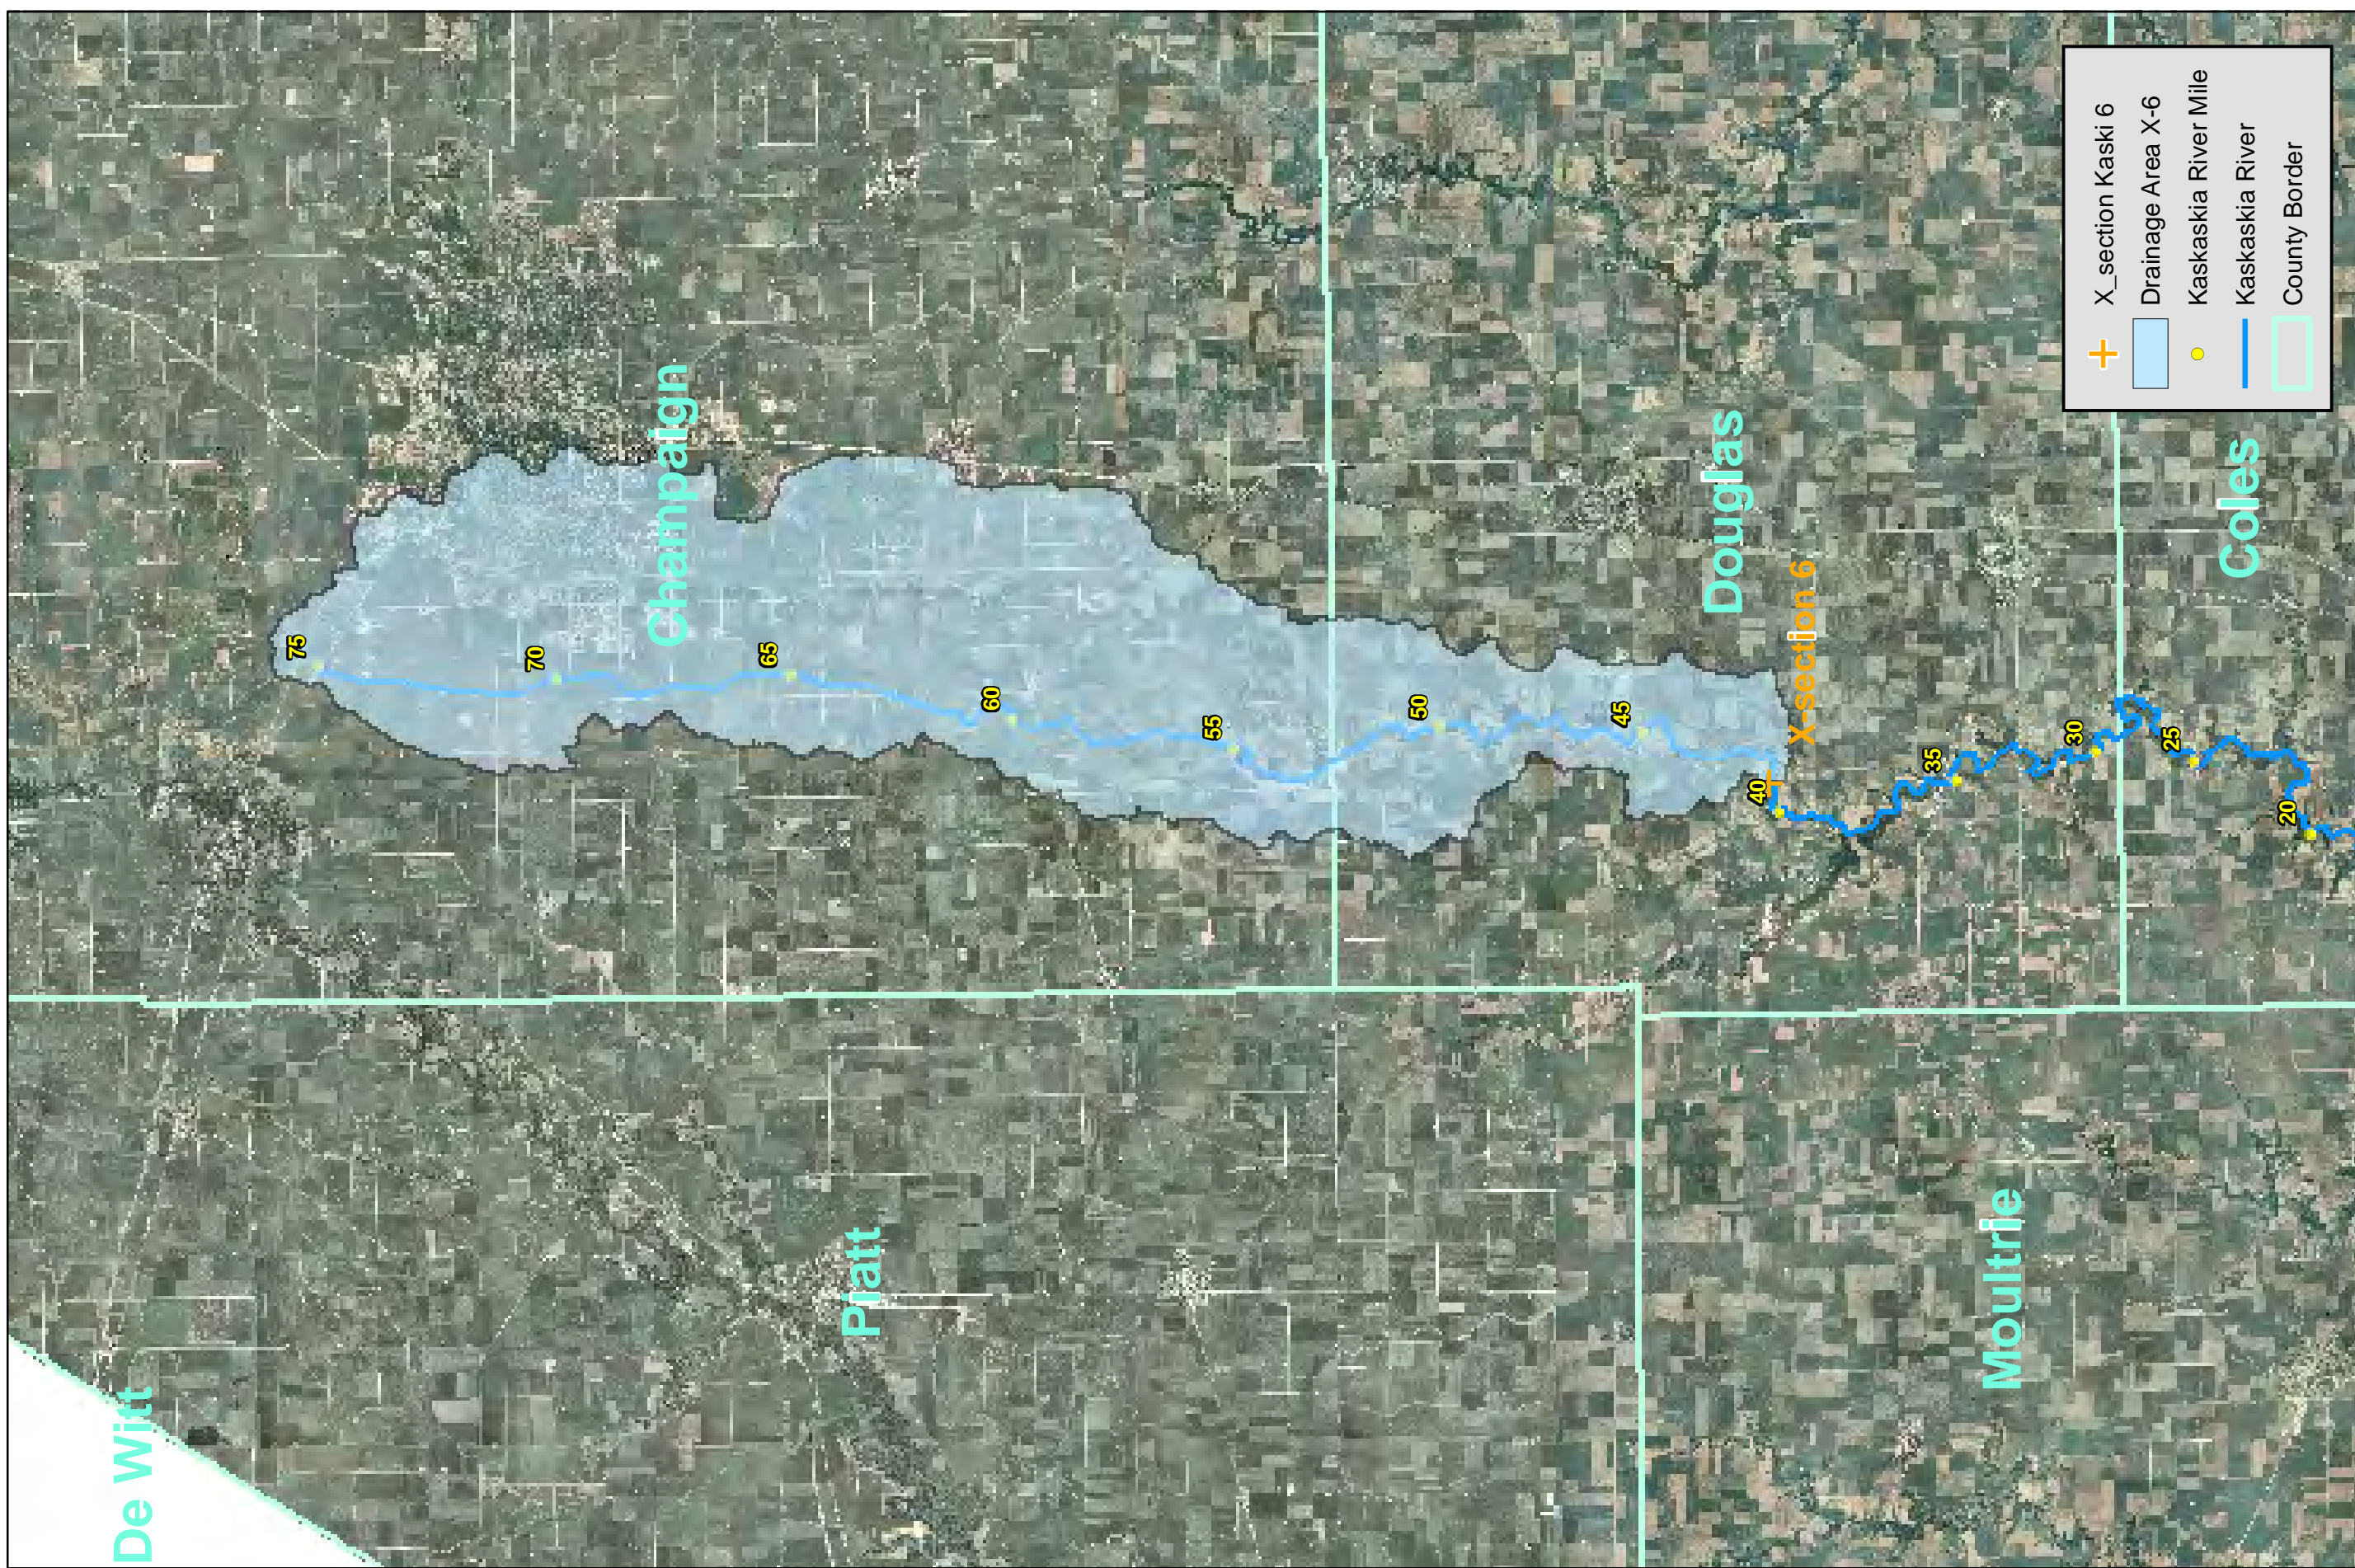 De Witt
Piatt
Moultrie
Champaign
Douglas
Coles
X-section 6
75
70
65
60
55
50
45
40
35
30
25
20
X_section Kaski 6
Drainage Area X-6
Kaskaskia River Mile
Kaskaskia River
County Border